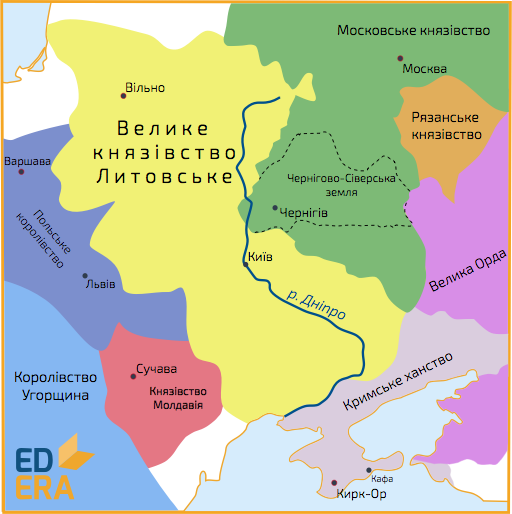 Московське князівство
Москва
Вільно
Велике
князівство
Литовське
Рязанське
князівство
Варшава
Чернігово-Сіверська
земля
Чернігів
Польське
королівство
Київ
Велика Орда
Львів
р. Дніпро
Королівство
Угорщина
Сучава
Князівство
Молдавія
Кримське ханство
ED
ERA
Кафа
Кирк-Ор